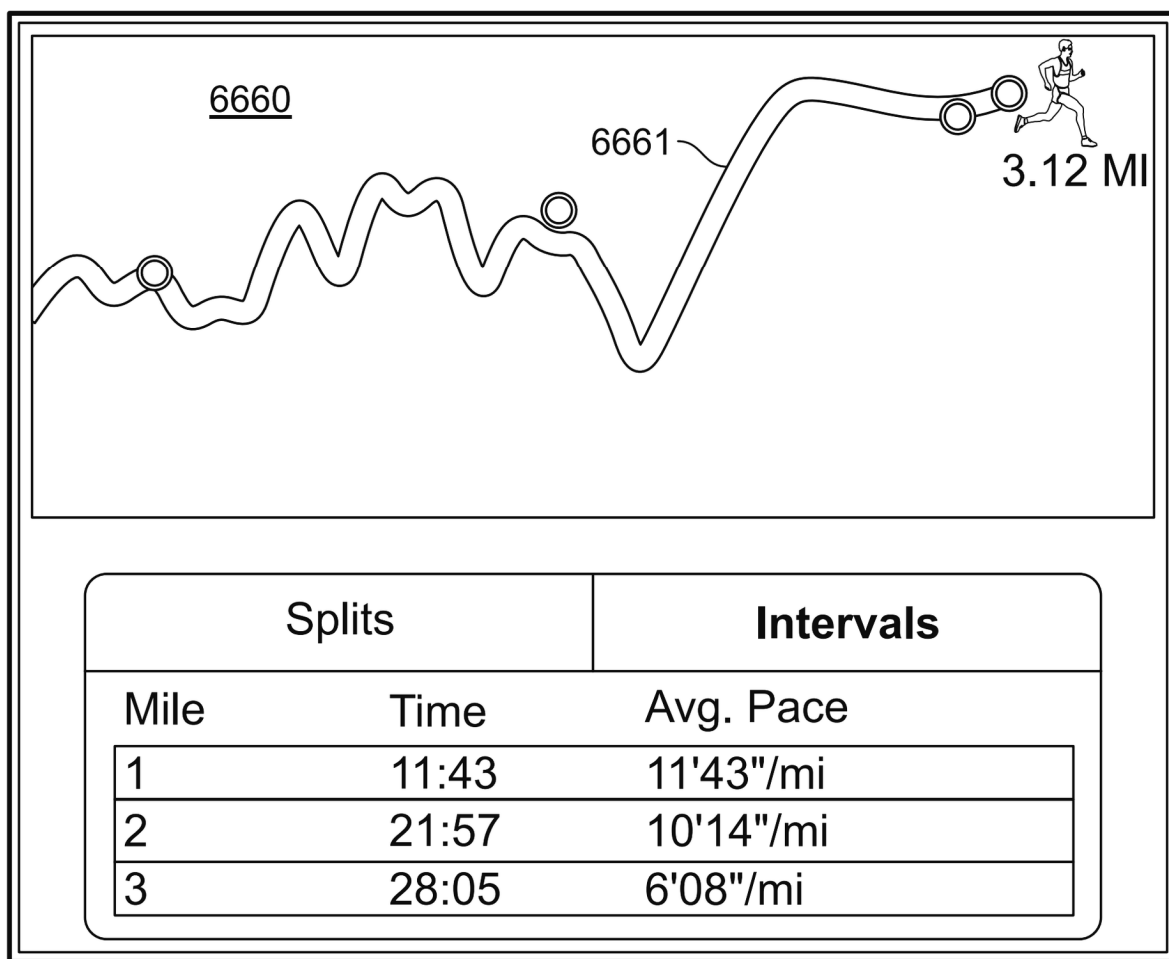 6660
6661
3.12 MI
Splits Intervals
Mile Time Avg. Pace
1 11:43 11'43"/mi
2 21:57 10'14"/mi
3 28:05 6'08"/mi